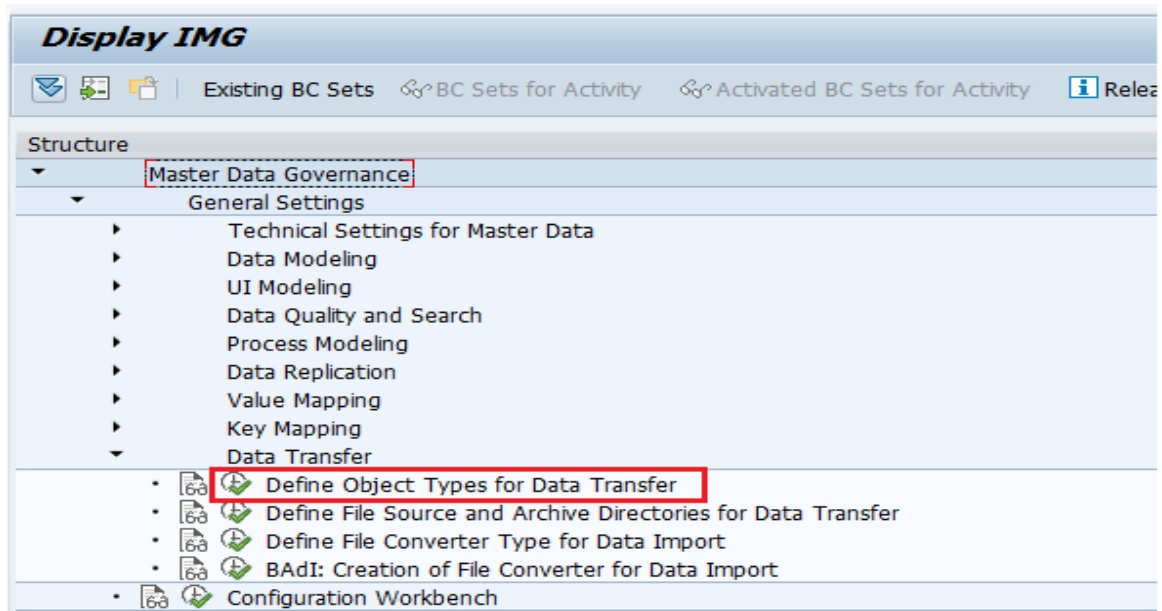 Display IMG
Existing BC Sets BC Sets for Activity Activated BC Sets for Activity Relea
Structure
Master Data Governance
General Settings
Technical Settings for Master Data
Data Modeling
UI Modeling
Data Quality and Search
Process Modeling
Data Replication
Value Mapping
Key Mapping
Data Transfer
Define Object Types for Data Transfer
Define File Source and Archive Directories for Data Transfer
Define File Converter Type for Data Import
BAdI: Creation of File Converter for Data Import
Configuration Workbench